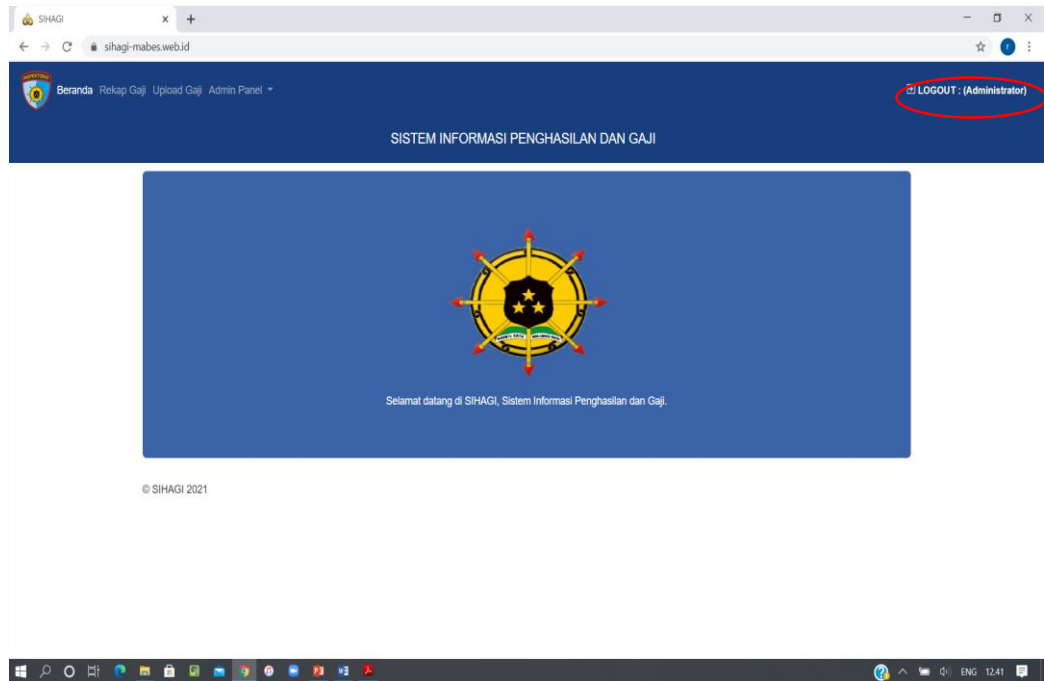 SIHAGI
sihagi-mabes.web.id
Beranda Rekap Gaji Upload Gaji Admin Panel
LOGOUT : (Administrator)
SISTEM INFORMASI PENGHASILAN DAN GAJI
Selamat datang di SIHAGI, Sistem Informasi Penghasilan dan Gaji.
© SIHAGI 2021
ENG 12.41